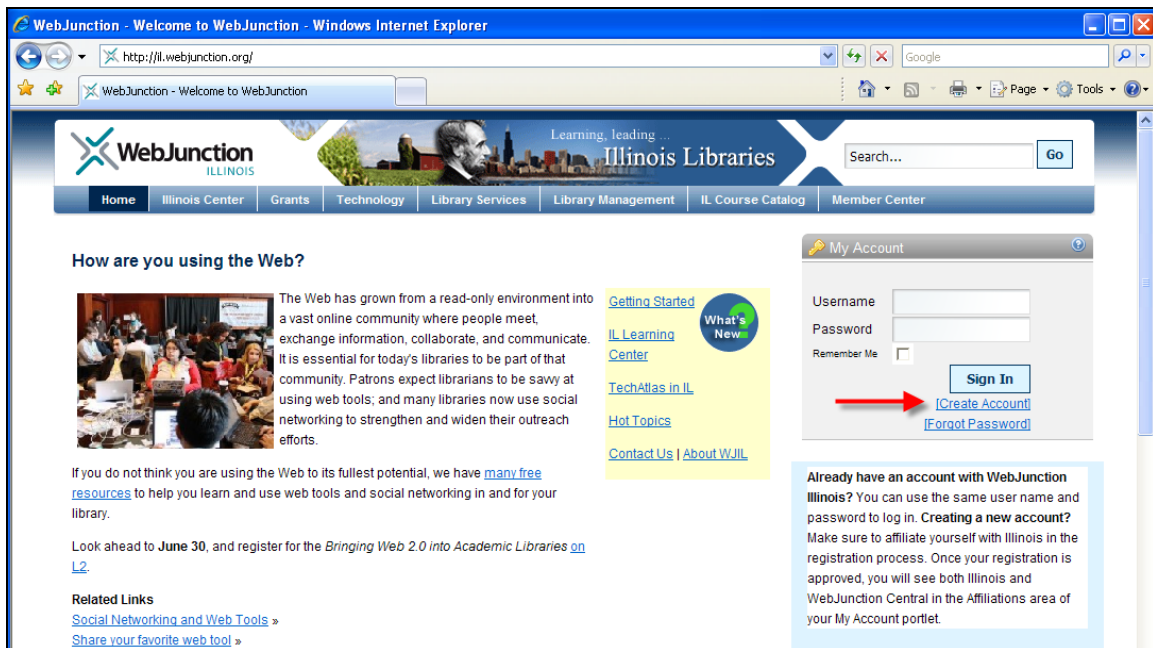 WebJunction - Welcome to WebJunction - Windows Internet Explorer
http://il.webjunction.org/
Google
WebJunction - Welcome to WebJunction
Page
Tools
WebJunction
ILLINOIS
Learning, leading ...
Illinois Libraries
Search...
Go
Home
Illinois Center
Grants
Technology
Library Services
Library Management
IL Course Catalog
Member Center
How are you using the Web?
The Web has grown from a read-only environment into
a vast online community where people meet,
exchange information, collaborate, and communicate.
It is essential for today's libraries to be part of that
community. Patrons expect librarians to be savvy at
using web tools; and many libraries now use social
networking to strengthen and widen their outreach
efforts.
If you do not think you are using the Web to its fullest potential, we have many free
resources to help you learn and use web tools and social networking in and for your
library.
Look ahead to June 30, and register for the Bringing Web 2.0 into Academic Libraries on
L2.
Related Links
Social Networking and Web Tools »
Share your favorite web tool »
Getting Started
What's
New
?
IL Learning
Center
TechAtlas in IL
Hot Topics
Contact Us | About WJIL
My Account
?
Username
Password
Remember Me
Sign In
[Create Account]
[Forgot Password]
Already have an account with WebJunction
Illinois? You can use the same user name and
password to log in. Creating a new account?
Make sure to affiliate yourself with Illinois in the
registration process. Once your registration is
approved, you will see both Illinois and
WebJunction Central in the Affiliations area of
your My Account portlet.